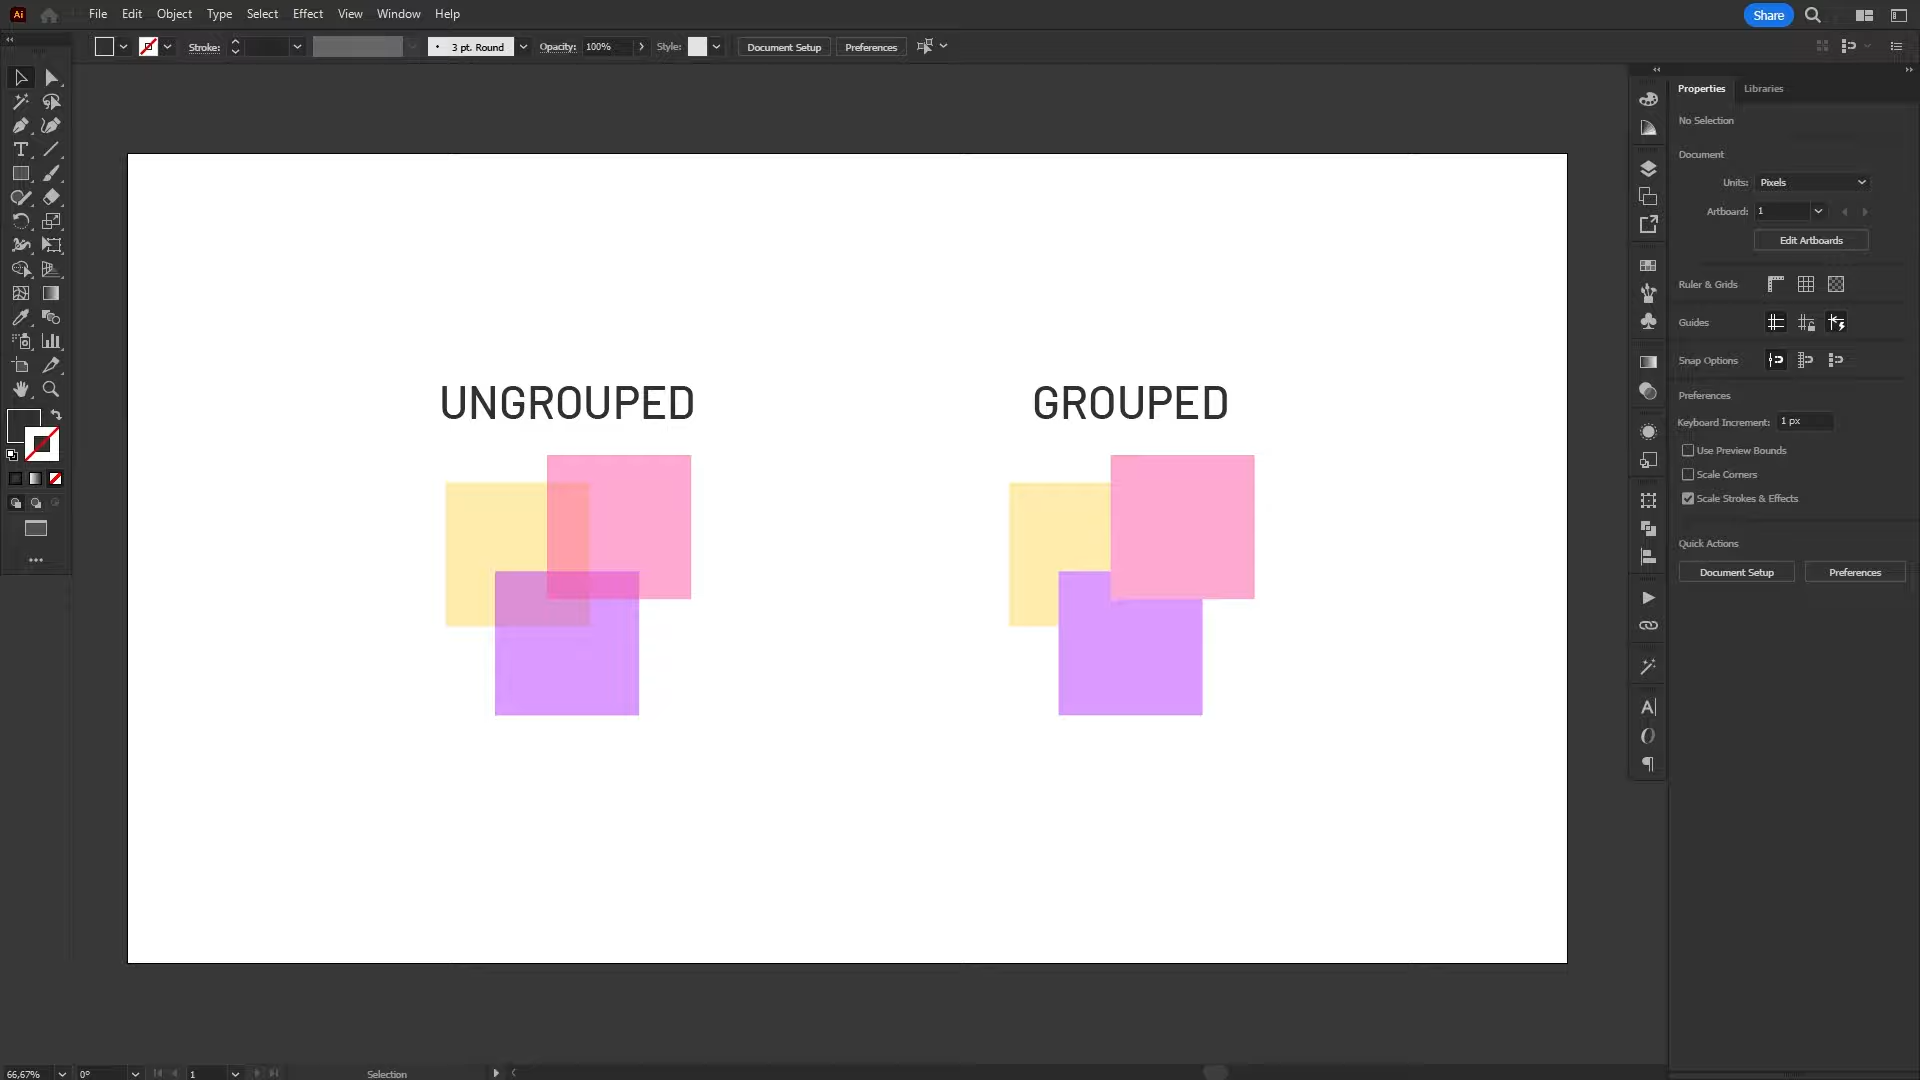 Ai File Edit Object Type Select Effect View Window Help Share
Stroke: 3 pt. Round Opacity: 100% Style: Document Setup Preferences
Properties Libraries
No Selection
Document
Units: Pixels
Artboard: 1
Edit Artboards
Ruler & Grids
Guides
Snap Options
Preferences
Keyboard Increment: 1 px
Use Preview Bounds
Scale Corners
Scale Strokes & Effects
Quick Actions
Document Setup Preferences
UNGROUPED GROUPED
66,67% 0° 1 Selection